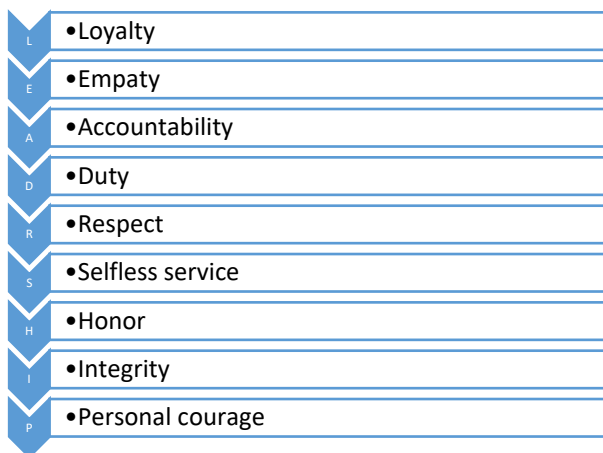 L •Loyalty
E •Empaty
A •Accountability
D •Duty
R •Respect
S •Selfless service
H •Honor
I •Integrity
P •Personal courage